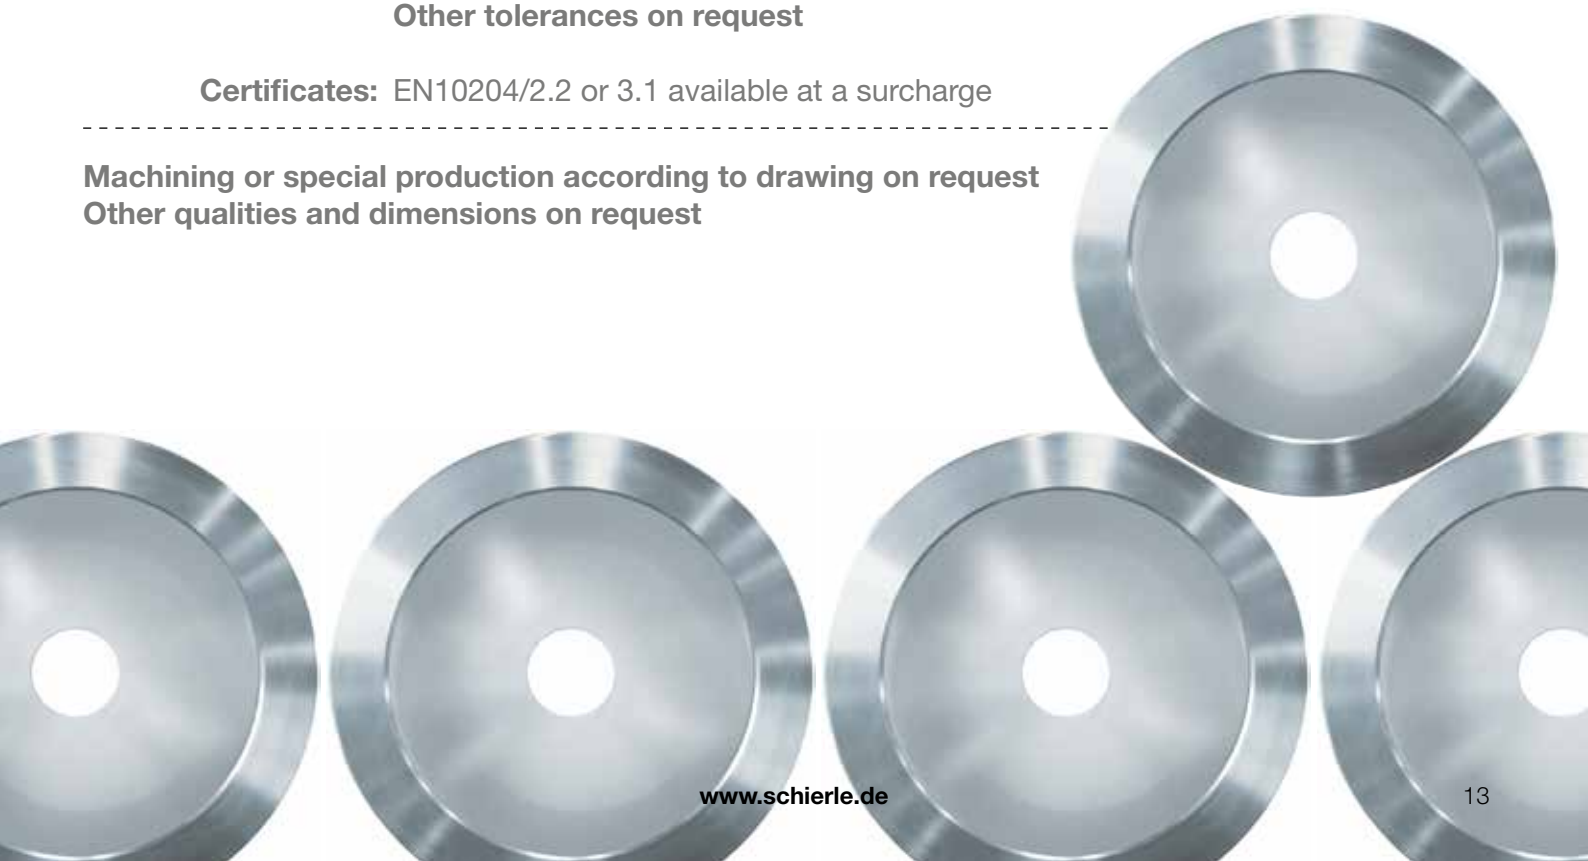 Other tolerances on request
Certificates: EN10204/2.2 or 3.1 available at a surcharge
Machining or special production according to drawing on request
Other qualities and dimensions on request
www.schierle.de
13